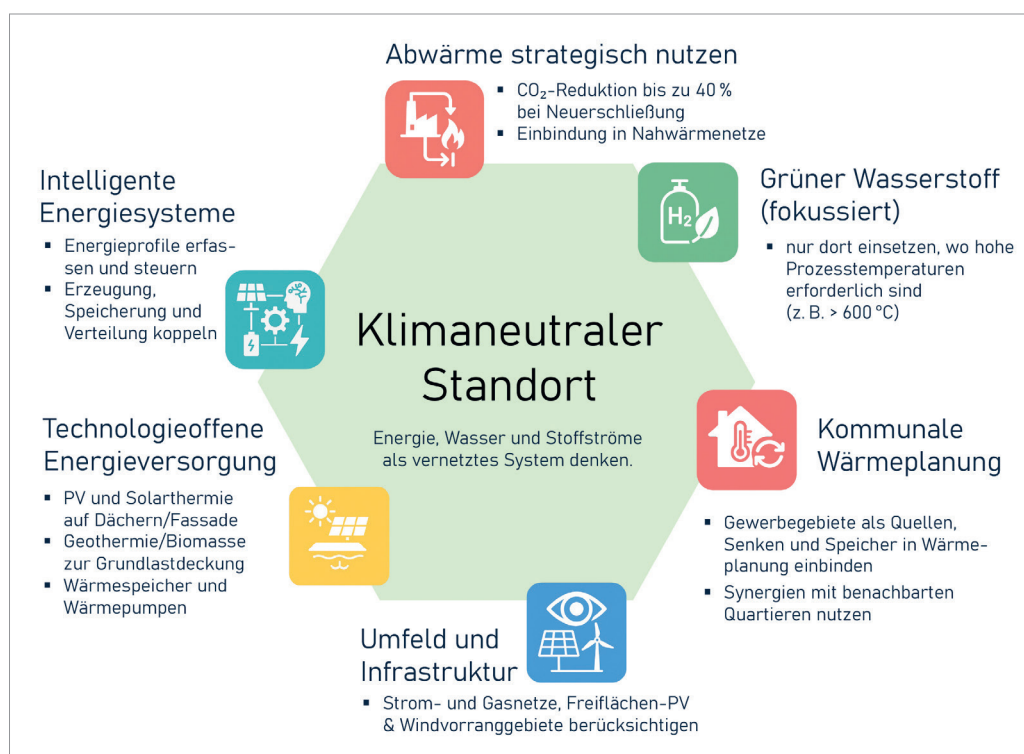 Abwärme strategisch nutzen
▪ CO₂-Reduktion bis zu 40 %
bei Neuerschließung
▪ Einbindung in Nahwärmenetze
H₂
Grüner Wasserstoff
(fokussiert)
▪ nur dort einsetzen, wo hohe
Prozesstemperaturen
erforderlich sind
(z. B. > 600 °C)
Kommunale
Wärmeplanung
▪ Gewerbegebiete als Quellen,
Senken und Speicher in Wärme-
planung einbinden
▪ Synergien mit benachbarten
Quartieren nutzen
Umfeld und
Infrastruktur
▪ Strom- und Gasnetze, Freiflächen-PV
& Windvorranggebiete berücksichtigen
Technologieoffene
Energieversorgung
▪ PV und Solarthermie
auf Dächern/Fassade
▪ Geothermie/Biomasse
zur Grundlastdeckung
▪ Wärmespeicher und
Wärmepumpen
Intelligente
Energiesysteme
▪ Energieprofile erfas-
sen und steuern
▪ Erzeugung,
Speicherung und
Verteilung koppeln
Klimaneutraler
Standort
Energie, Wasser und Stoffströme
als vernetztes System denken.